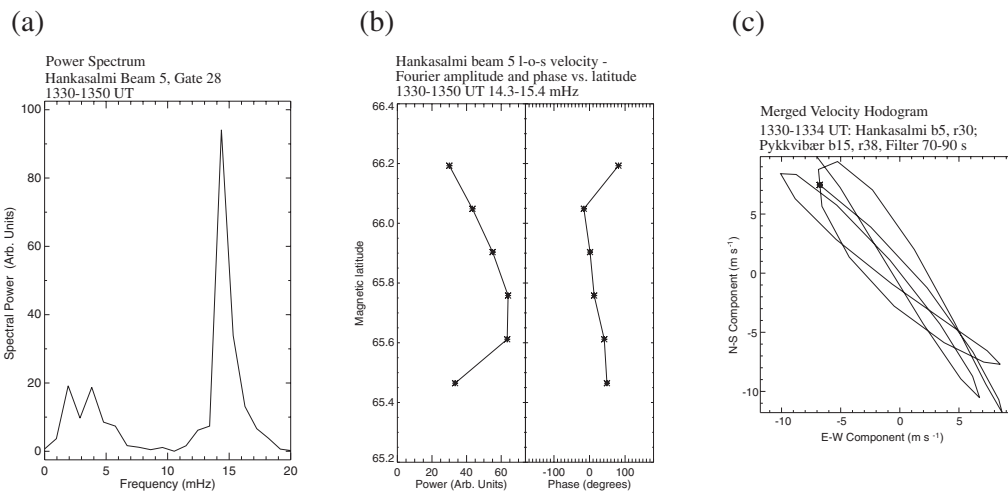 (a)
Power Spectrum
Hankasalmi Beam 5, Gate 28
1330-1350 UT
100
80
60
40
20
0
Spectral Power (Arb. Units)
0 5 10 15 20
Frequency (mHz)
(b)
Hankasalmi beam 5 l-o-s velocity -
Fourier amplitude and phase vs. latitude
1330-1350 UT 14.3-15.4 mHz
66.4
66.2
66.0
65.8
65.6
65.4
65.2
Magnetic latitude
0 20 40 60
Power (Arb. Units)
-100 0 100
Phase (degrees)
(c)
Merged Velocity Hodogram
1330-1334 UT: Hankasalmi b5, r30;
Pykkvibær b15, r38, Filter 70-90 s
5
0
-5
-10
N-S Component (m s⁻¹)
-10 -5 0 5
E-W Component (m s⁻¹)